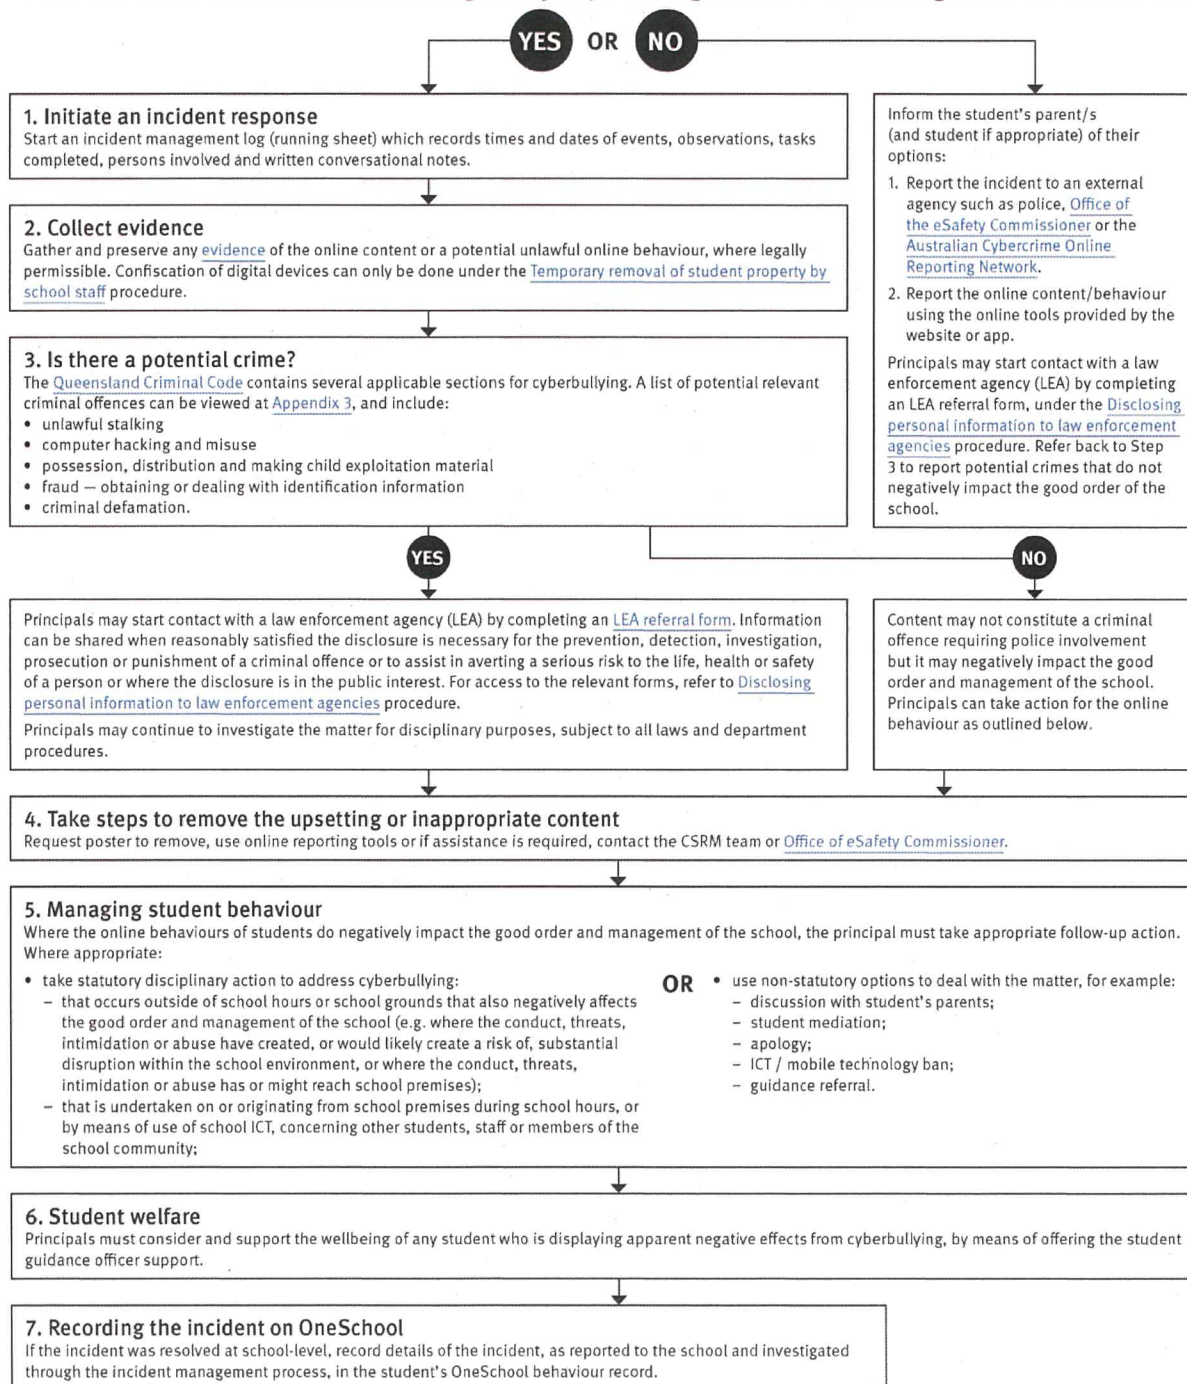 YES OR NO
1. Initiate an incident response
Start an incident management log (running sheet) which records times and dates of events, observations, tasks
completed, persons involved and written conversational notes.
2. Collect evidence
Gather and preserve any evidence of the online content or a potential unlawful online behaviour, where legally
permissible. Confiscation of digital devices can only be done under the Temporary removal of student property by
school staff procedure.
3. Is there a potential crime?
The Queensland Criminal Code contains several applicable sections for cyberbullying. A list of potential relevant
criminal offences can be viewed at Appendix 3, and include:
• unlawful stalking
• computer hacking and misuse
• possession, distribution and making child exploitation material
• fraud — obtaining or dealing with identification information
• criminal defamation.
Inform the student's parent/s
(and student if appropriate) of their
options:
1. Report the incident to an external
agency such as police, Office of
the eSafety Commissioner or the
Australian Cybercrime Online
Reporting Network.
2. Report the online content/behaviour
using the online tools provided by the
website or app.
Principals may start contact with a law
enforcement agency (LEA) by completing
an LEA referral form, under the Disclosing
personal information to law enforcement
agencies procedure. Refer back to Step
3 to report potential crimes that do not
negatively impact the good order of the
school.
YES
NO
Principals may start contact with a law enforcement agency (LEA) by completing an LEA referral form. Information
can be shared when reasonably satisfied the disclosure is necessary for the prevention, detection, investigation,
prosecution or punishment of a criminal offence or to assist in averting a serious risk to the life, health or safety
of a person or where the disclosure is in the public interest. For access to the relevant forms, refer to Disclosing
personal information to law enforcement agencies procedure.
Principals may continue to investigate the matter for disciplinary purposes, subject to all laws and department
procedures.
Content may not constitute a criminal
offence requiring police involvement
but it may negatively impact the good
order and management of the school.
Principals can take action for the online
behaviour as outlined below.
4. Take steps to remove the upsetting or inappropriate content
Request poster to remove, use online reporting tools or if assistance is required, contact the CSRM team or Office of eSafety Commissioner.
5. Managing student behaviour
Where the online behaviours of students do negatively impact the good order and management of the school, the principal must take appropriate follow-up action.
Where appropriate:
• take statutory disciplinary action to address cyberbullying:
– that occurs outside of school hours or school grounds that also negatively affects
the good order and management of the school (e.g. where the conduct, threats,
intimidation or abuse have created, or would likely create a risk of, substantial
disruption within the school environment, or where the conduct, threats,
intimidation or abuse has or might reach school premises);
– that is undertaken on or originating from school premises during school hours, or
by means of use of school ICT, concerning other students, staff or members of the
school community;
OR
• use non-statutory options to deal with the matter, for example:
– discussion with student's parents;
– student mediation;
– apology;
– ICT / mobile technology ban;
– guidance referral.
6. Student welfare
Principals must consider and support the wellbeing of any student who is displaying apparent negative effects from cyberbullying, by means of offering the student
guidance officer support.
7. Recording the incident on OneSchool
If the incident was resolved at school-level, record details of the incident, as reported to the school and investigated
through the incident management process, in the student's OneSchool behaviour record.